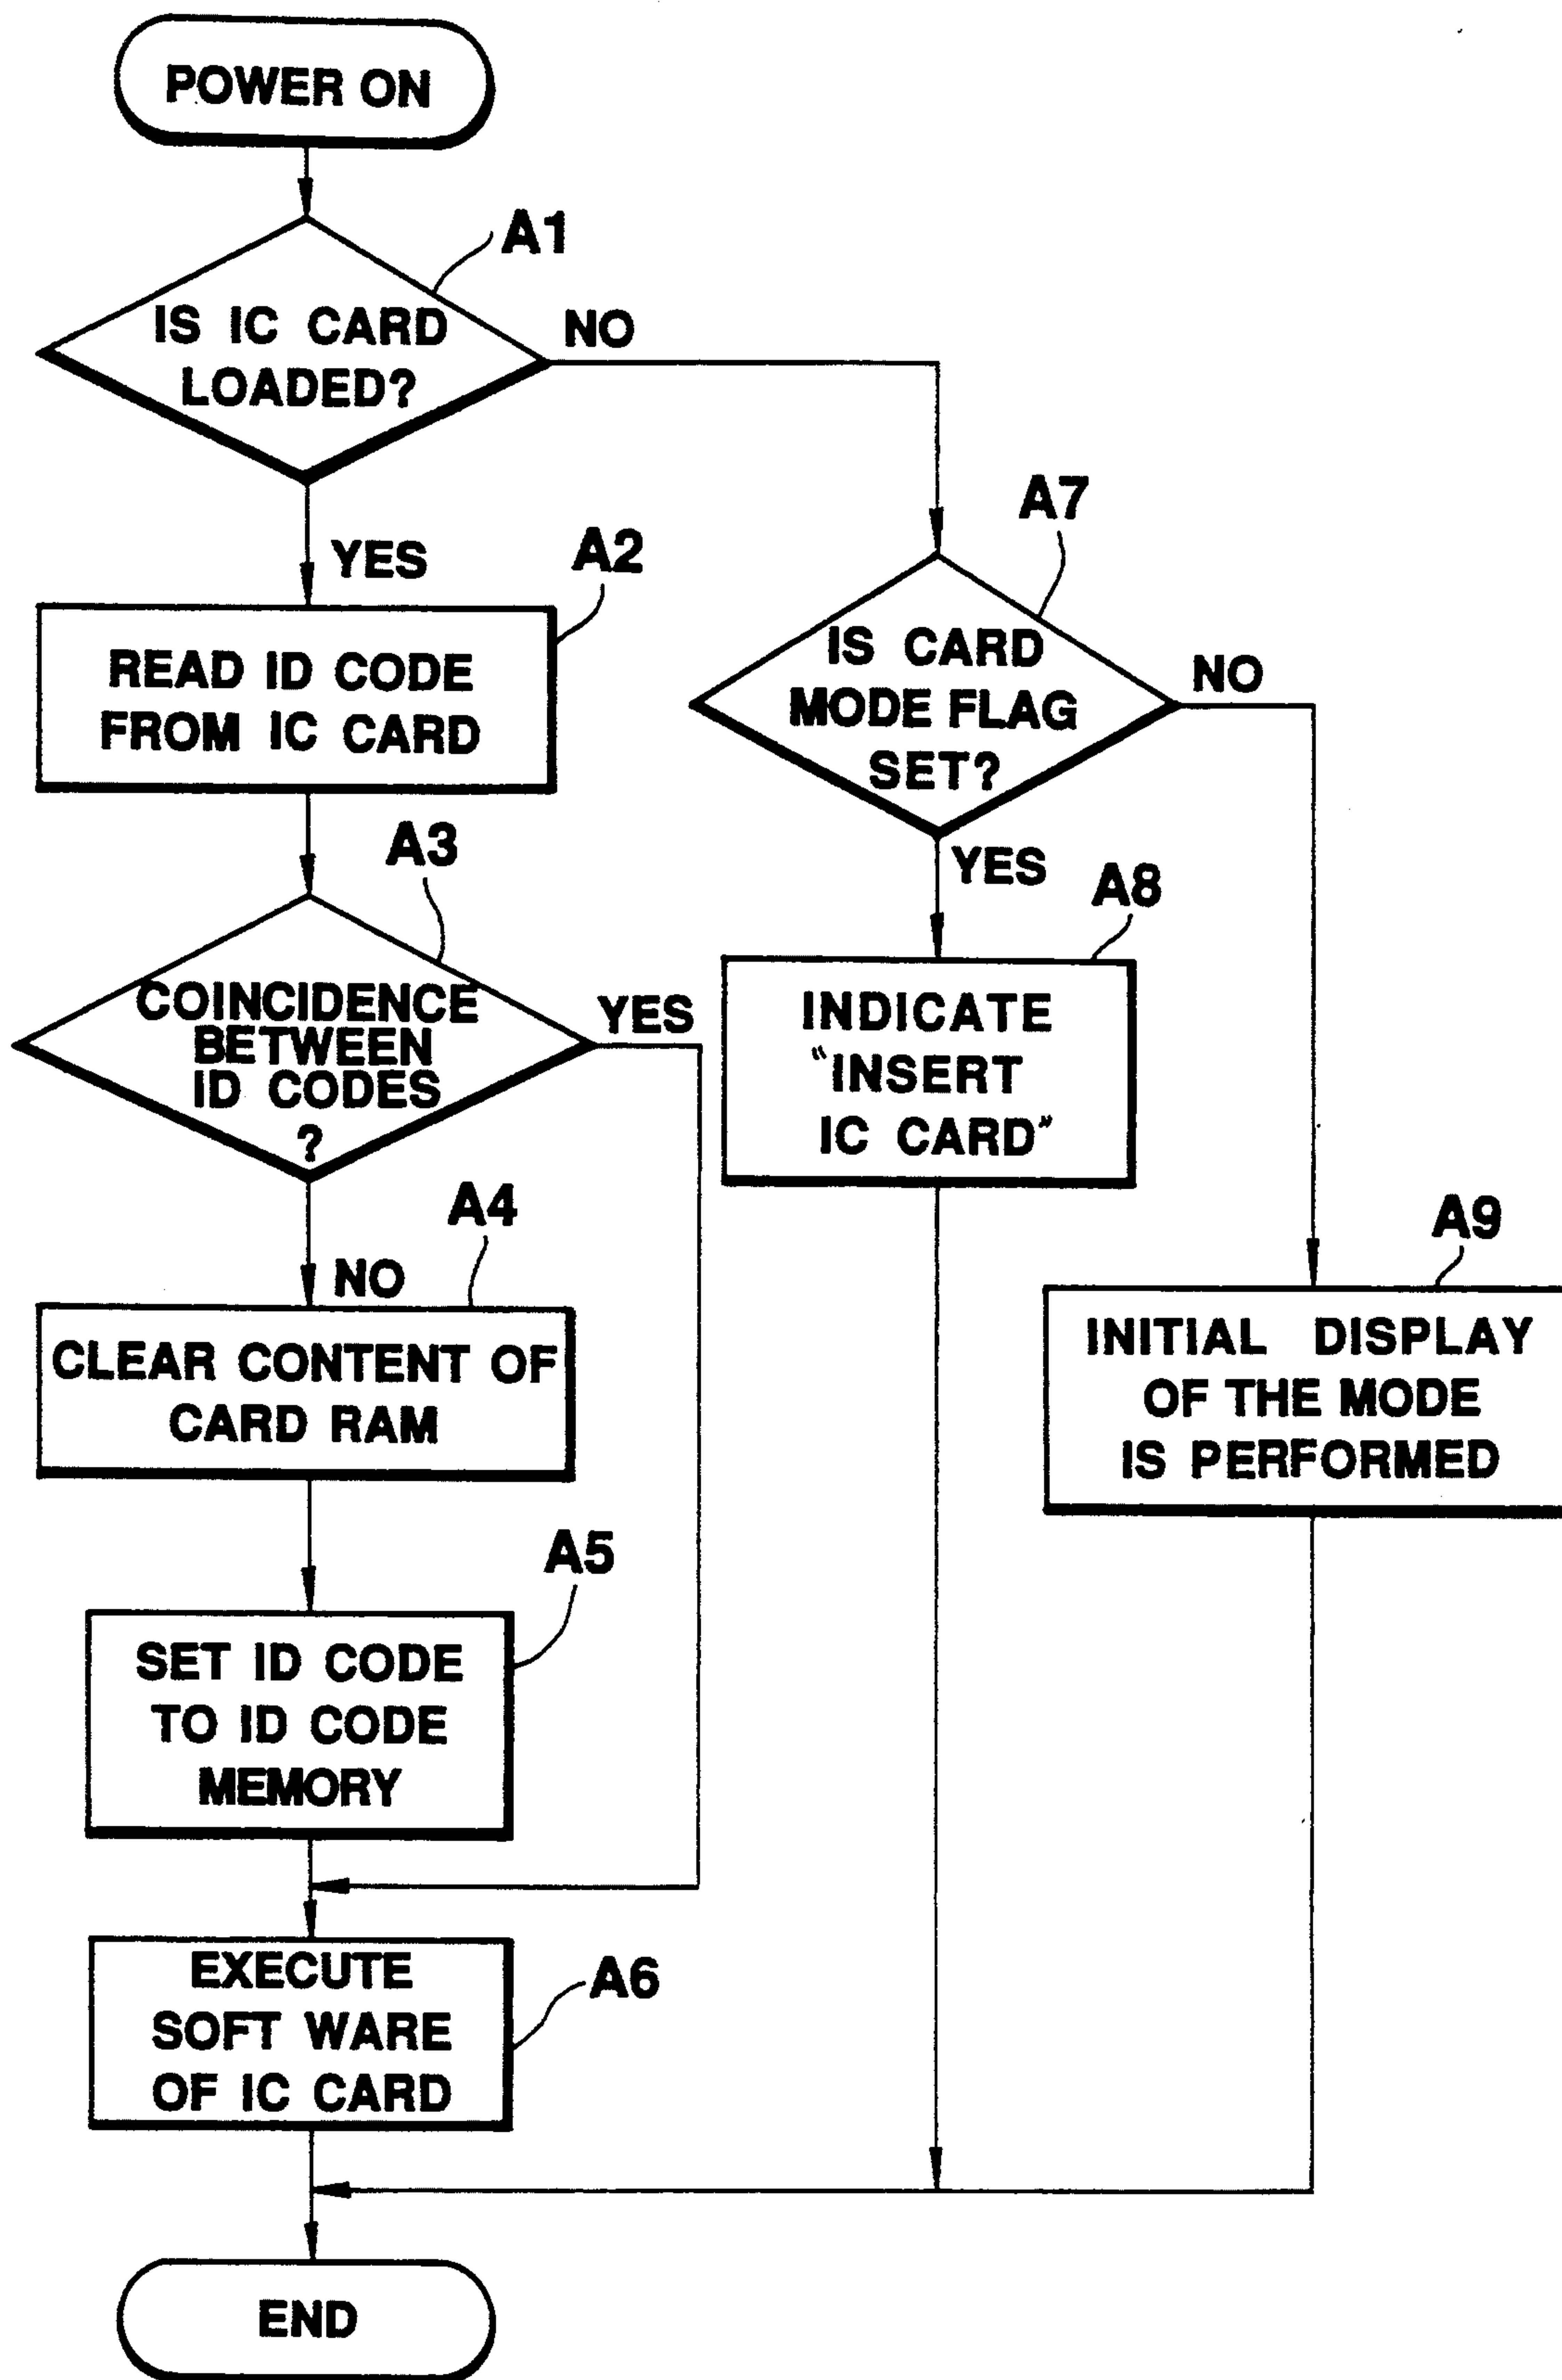 POWER ON
A1
IS IC CARD
LOADED?
NO
YES
A2
READ ID CODE
FROM IC CARD
A7
IS CARD
MODE FLAG
SET?
NO
YES
A3
COINCIDENCE
BETWEEN
ID CODES
?
YES
NO
A8
INDICATE
"INSERT
IC CARD"
A4
CLEAR CONTENT OF
CARD RAM
A9
INITIAL DISPLAY
OF THE MODE
IS PERFORMED
A5
SET ID CODE
TO ID CODE
MEMORY
A6
EXECUTE
SOFT WARE
OF IC CARD
END